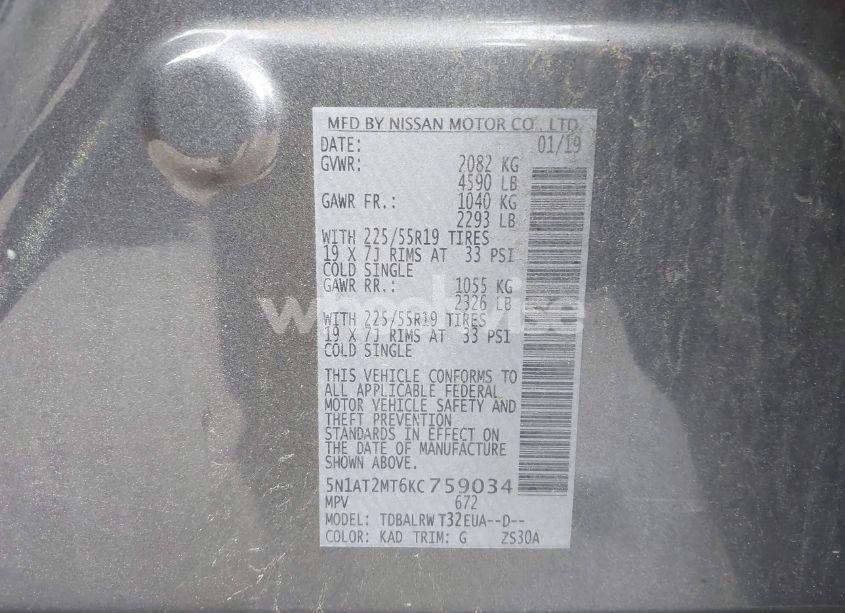 MFD BY NISSAN MOTOR CO., LTD.
DATE: 01/19
GVWR: 2082 KG
4590 LB
GAWR FR.: 1040 KG
2293 LB
WITH 225/55R19 TIRES
19 X 7J RIMS AT 33 PSI
COLD SINGLE
GAWR RR.: 1055 KG
2326 LB
WITH 225/55R19 TIRES
19 X 7J RIMS AT 33 PSI
COLD SINGLE
THIS VEHICLE CONFORMS TO
ALL APPLICABLE FEDERAL
MOTOR VEHICLE SAFETY AND
THEFT PREVENTION
STANDARDS IN EFFECT ON
THE DATE OF MANUFACTURE
SHOWN ABOVE.
5N1AT2MT6KC759034
MPV 672
MODEL: TDBALRW T32EUA--D--
COLOR: KAD TRIM: G ZS30A